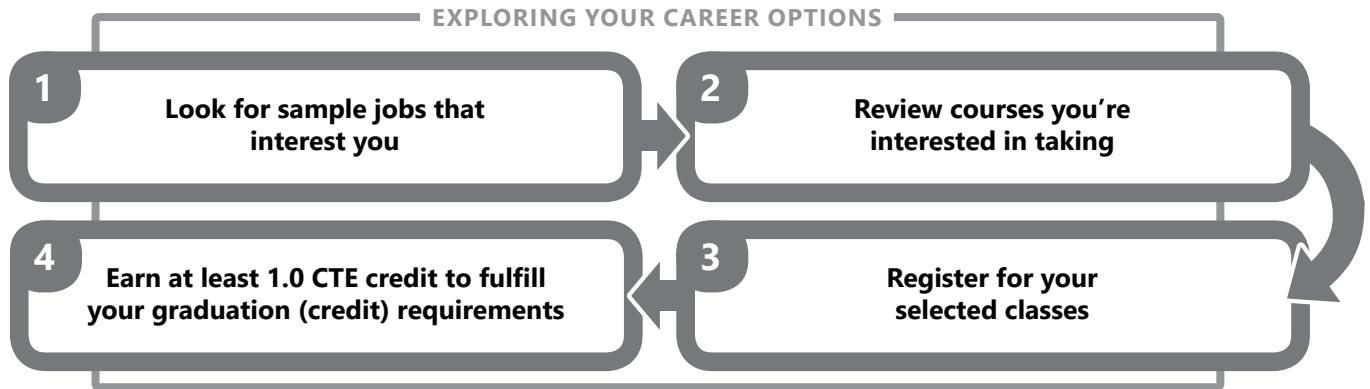 EXPLORING YOUR CAREER OPTIONS
1
Look for sample jobs that
interest you
2
Review courses you’re
interested in taking
3
Register for your
selected classes
4
Earn at least 1.0 CTE credit to fulfill
your graduation (credit) requirements